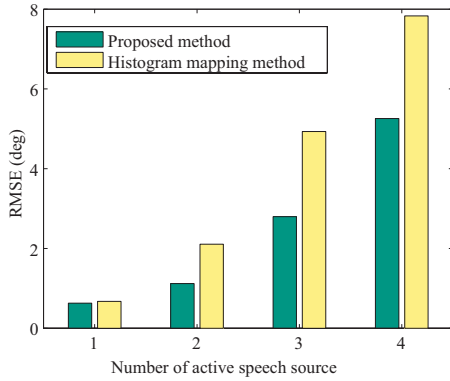 8
Proposed method
Histogram mapping method
6
4
2
0
RMSE (deg)
1 2 3 4
Number of active speech source